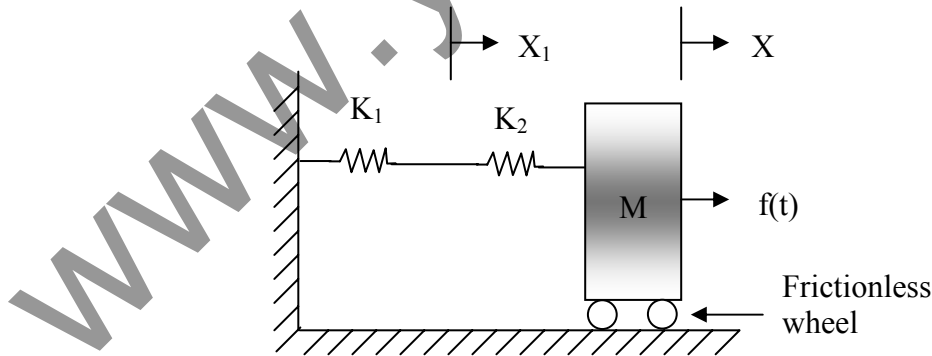 X₁
X
K₁
K₂
M
f(t)
Frictionless
wheel
www.